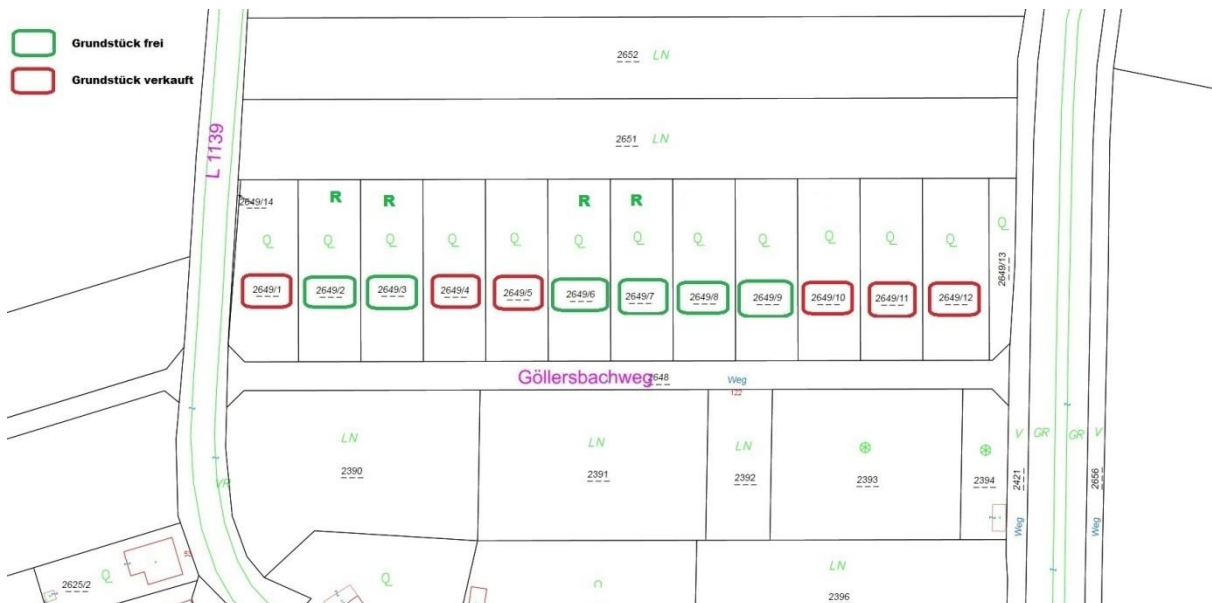 Grundstück frei
Grundstück verkauft
L 1139
2652 LN
2651 LN
2649/14
R R R R
Q Q Q Q Q Q Q Q Q Q Q Q Q
2649/1 2649/2 2649/3 2649/4 2649/5 2649/6 2649/7 2649/8 2649/9 2649/10 2649/11 2649/12
2649/13
Göllersbachweg 2648 Weg
122
LN LN LN V GR GR V
2390 2391 2392 2393 2394 2421 2656
VR
Weg Weg
53
2625/2 Q Q LN
2396